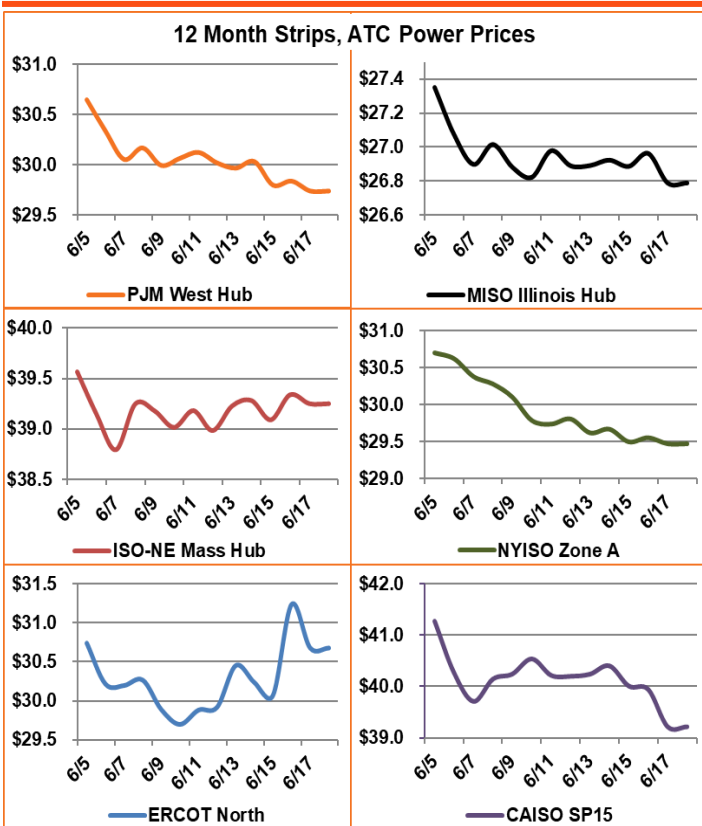 12 Month Strips, ATC Power Prices
$31.0
$30.5
$30.0
$29.5
6/5 6/7 6/9 6/11 6/13 6/15 6/17
PJM West Hub
$27.4
$27.2
$27.0
$26.8
$26.6
6/5 6/7 6/9 6/11 6/13 6/15 6/17
MISO Illinois Hub
$40.0
$39.5
$39.0
$38.5
6/5 6/7 6/9 6/11 6/13 6/15 6/17
ISO-NE Mass Hub
$31.0
$30.5
$30.0
$29.5
$29.0
6/5 6/7 6/9 6/11 6/13 6/15 6/17
NYISO Zone A
$31.5
$31.0
$30.5
$30.0
$29.5
6/5 6/7 6/9 6/11 6/13 6/15 6/17
ERCOT North
$42.0
$41.0
$40.0
$39.0
6/5 6/7 6/9 6/11 6/13 6/15 6/17
CAISO SP15